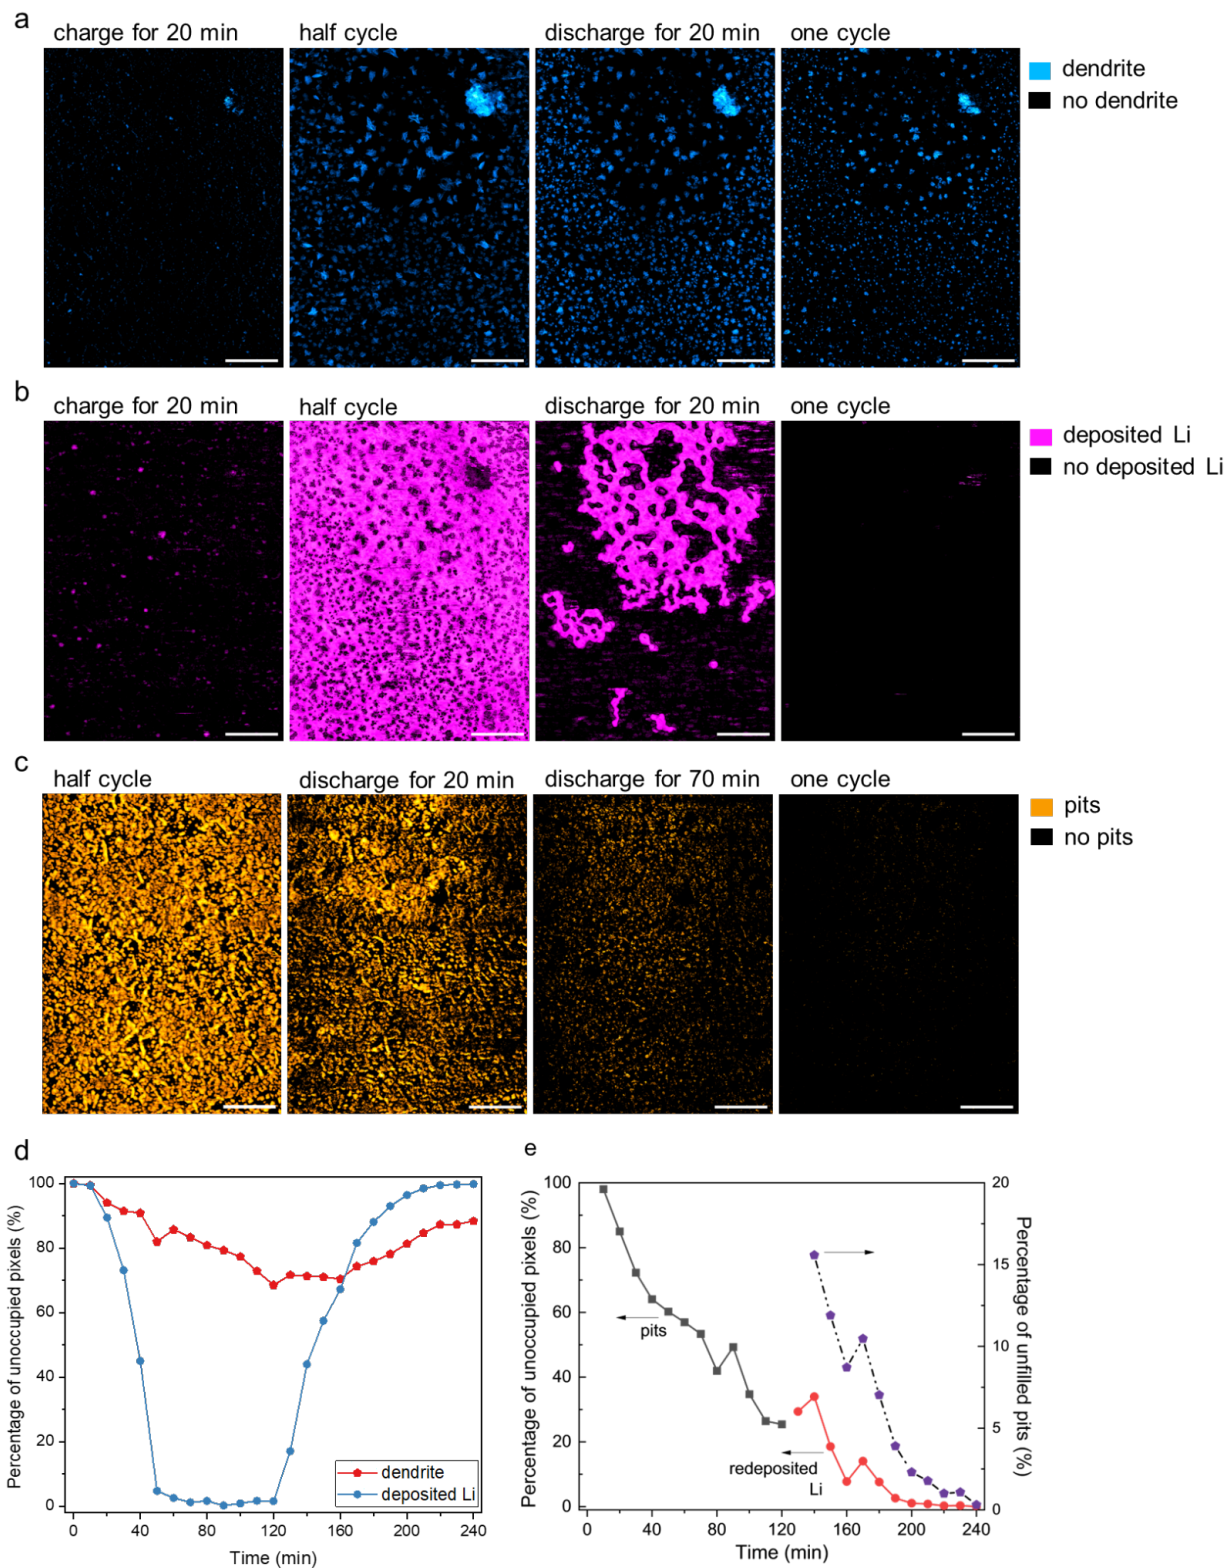 a
charge for 20 min half cycle discharge for 20 min one cycle
dendrite
no dendrite
b
charge for 20 min half cycle discharge for 20 min one cycle
deposited Li
no deposited Li
c
half cycle discharge for 20 min discharge for 70 min one cycle
pits
no pits
d
Percentage of unoccupied pixels (%)
100
80
60
40
20
0
0 40 80 120 160 200 240
Time (min)
dendrite
deposited Li
e
Percentage of unoccupied pixels (%)
100
80
60
40
20
0
pits
redeposited
Li
20
15
10
5
0
Percentage of unfilled pits (%)
0 40 80 120 160 200 240
Time (min)